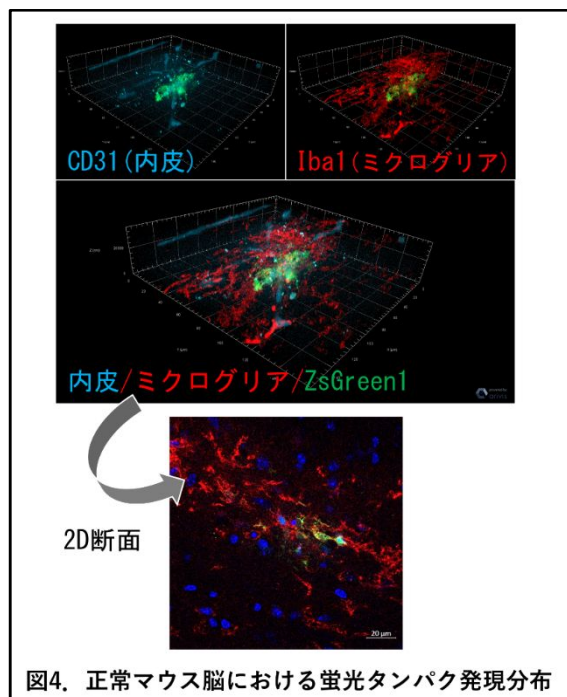 CD31(内皮)
Iba1(ミクログリア)
内皮/ミクログリア/ZsGreen1
2D断面
20 μm
図4. 正常マウス脳における蛍光タンパク発現分布